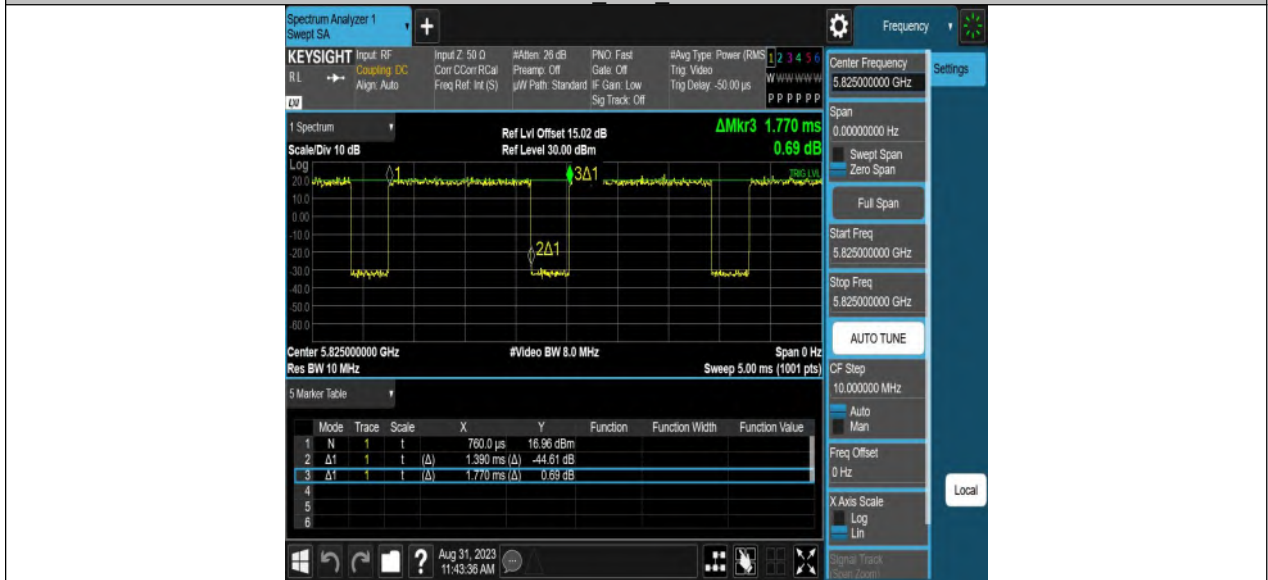 Spectrum Analyzer 1
Swept SA
+
Frequency
KEYSIGHT
RL
LXI
Input: RF
Coupling: DC
Align: Auto
Input Z: 50 Ω
Corr CCorr RCal
Freq Ref: Int (S)
#Atten: 26 dB
Preamp: Off
µW Path: Standard
PNO: Fast
Gate: Off
IF Gain: Low
Sig Track: Off
#Avg Type: Power (RMS
Trig: Video
Trig Delay: -50.00 µs
1 2 3 4 5 6
W W W W W W
P P P P P P
Center Frequency
5.825000000 GHz
Settings
Span
0.00000000 Hz
Swept Span
Zero Span
Full Span
Start Freq
5.825000000 GHz
Stop Freq
5.825000000 GHz
AUTO TUNE
CF Step
10.000000 MHz
Auto
Man
Freq Offset
0 Hz
X Axis Scale
Log
Lin
Signal Track
(Span Zoom)
Local
1 Spectrum
Scale/Div 10 dB
Ref Lvl Offset 15.02 dB
Ref Level 30.00 dBm
ΔMkr3 1.770 ms
0.69 dB
Log
20.0
10.0
0.00
-10.0
-20.0
-30.0
-40.0
-50.0
-60.0
1
3Δ1
2Δ1
TRIG LVL
Center 5.825000000 GHz
#Video BW 8.0 MHz
Span 0 Hz
Res BW 10 MHz
Sweep 5.00 ms (1001 pts)
5 Marker Table
Mode Trace Scale X Y Function Function Width Function Value
1 N 1 t 760.0 µs 16.96 dBm
2 Δ1 1 t (Δ) 1.390 ms (Δ) -44.61 dB
3 Δ1 1 t (Δ) 1.770 ms (Δ) 0.69 dB
4
5
6
?
Aug 31, 2023
11:43:36 AM